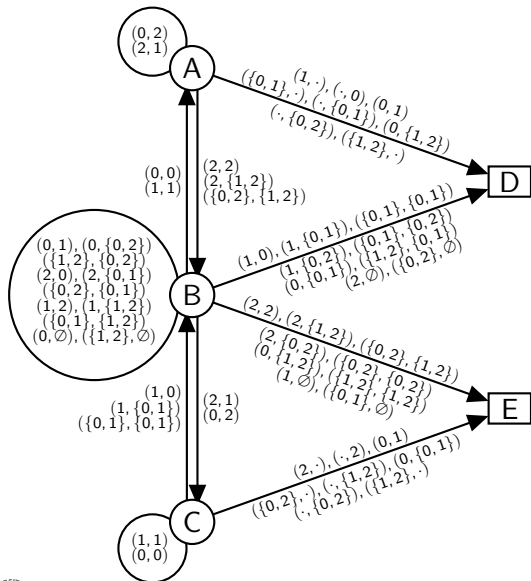 (0, 2)
(2, 1)
A
(1, ·), (·, 0), (0, 1)
({0, 1}, ·), (·, {0, 1}), (0, {1, 2})
(·, {0, 2}), ({1, 2}, ·)
(0, 0)
(1, 1)
(2, 2)
(2, {1, 2})
({0, 2}, {1, 2})
D
(0, 1), (0, {0, 2})
({1, 2}, {0, 2})
(2, 0), (2, {0, 1})
({0, 2}, {0, 1})
(1, 2), (1, {1, 2})
({0, 1}, {1, 2})
(0, ∅), ({1, 2}, ∅)
B
(1, 0), (1, {0, 1}), ({0, 1}, {0, 1})
(1, {0, 2}), ({0, 1}, {0, 2})
(0, {0, 1}), ({1, 2}, {0, 1})
(2, ∅), ({0, 2}, ∅)
(2, 2), (2, {1, 2}), ({0, 2}, {1, 2})
(2, {0, 2}), ({0, 2}, {0, 2})
(0, {1, 2}), ({1, 2}, {1, 2})
(1, ∅), ({0, 1}, ∅)
(1, 0)
(1, {0, 1})
({0, 1}, {0, 1})
(2, 1)
(0, 2)
E
(2, ·), (·, 2), (0, 1)
({0, 2}, ·), (·, {1, 2}), (0, {0, 1})
(·, {0, 2}), ({1, 2}, ·)
C
(1, 1)
(0, 0)